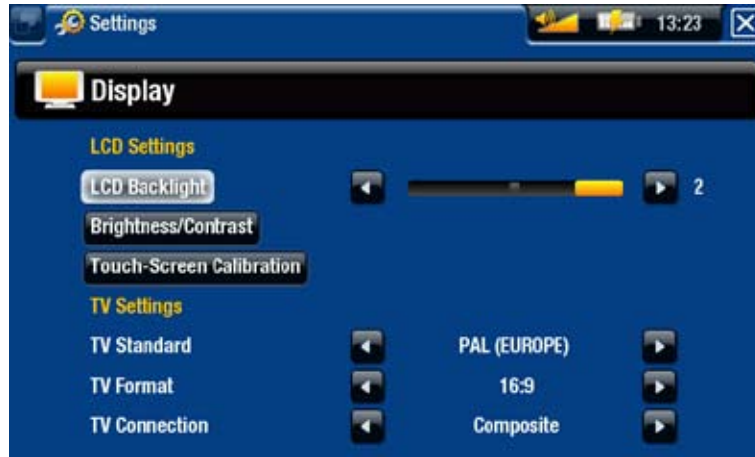 Settings 13:23
Display
LCD Settings
LCD Backlight 2
Brightness/Contrast
Touch-Screen Calibration
TV Settings
TV Standard PAL (EUROPE)
TV Format 16:9
TV Connection Composite